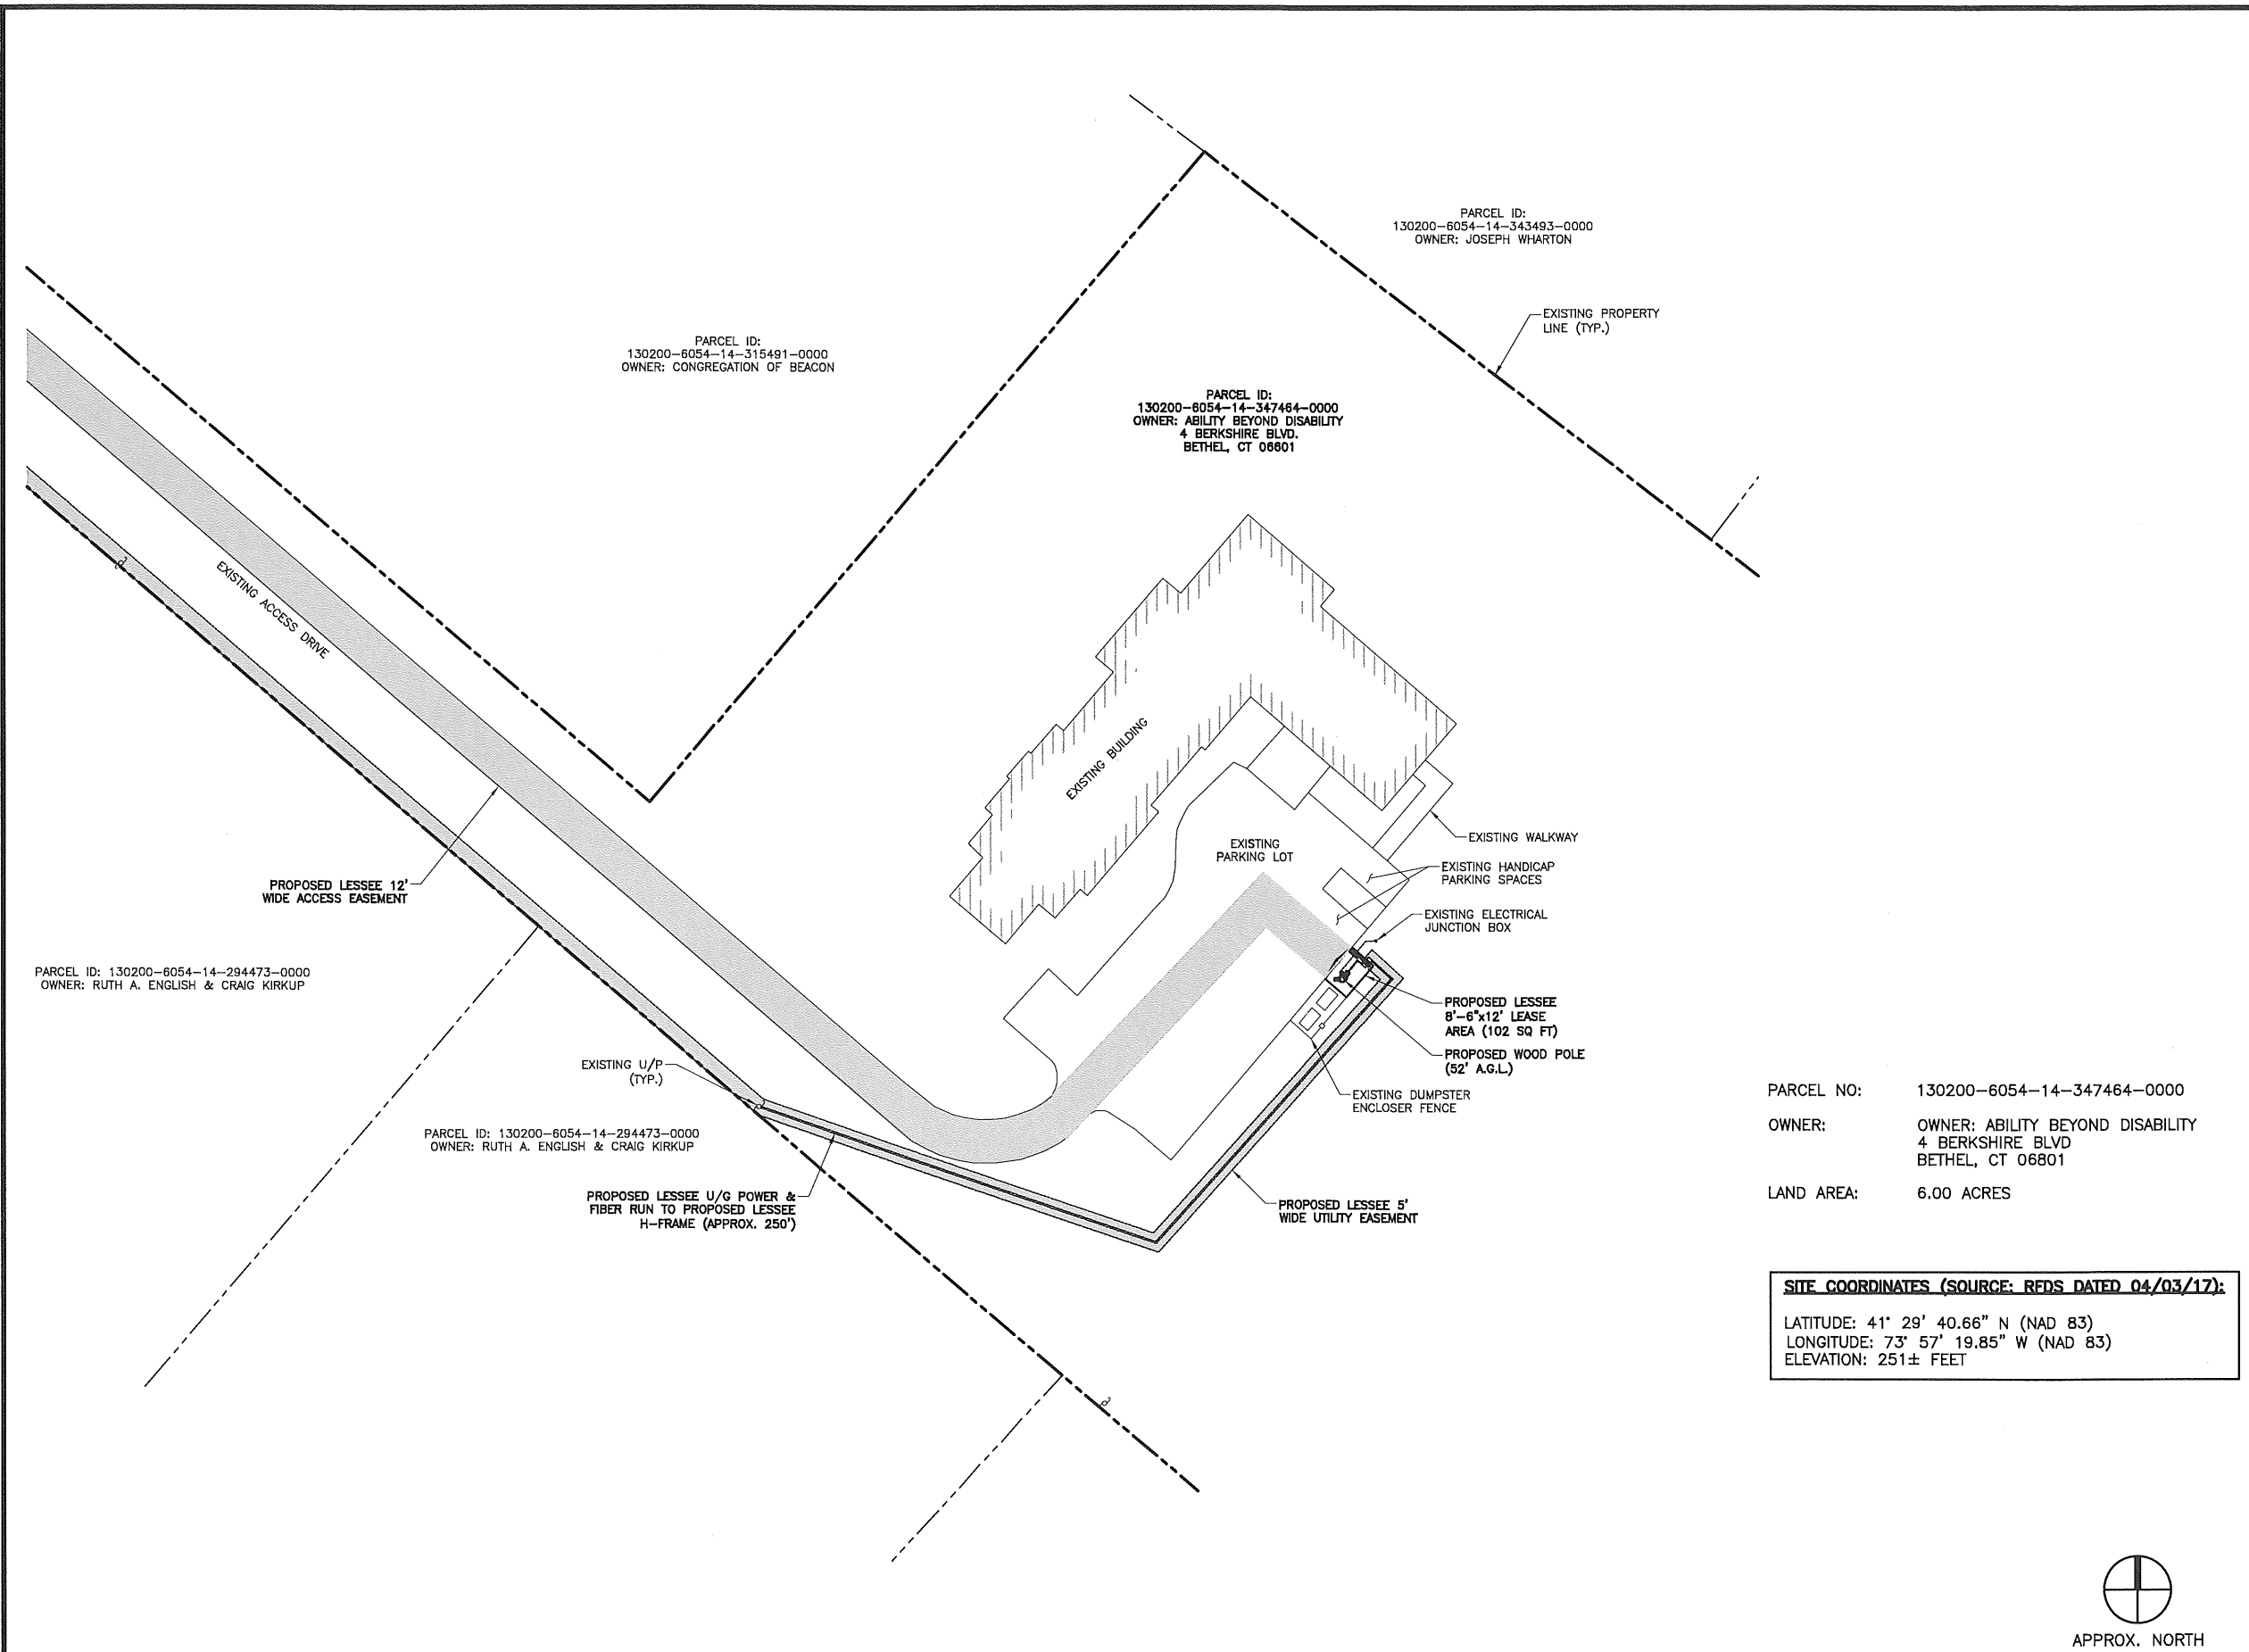 PARCEL ID:
130200-6054-14-343493-0000
OWNER: JOSEPH WHARTON
EXISTING PROPERTY
LINE (TYP.)
PARCEL ID:
130200-6054-14-315491-0000
OWNER: CONGREGATION OF BEACON
PARCEL ID:
130200-6054-14-347464-0000
OWNER: ABILITY BEYOND DISABILITY
4 BERKSHIRE BLVD.
BETHEL, CT 06801
EXISTING ACCESS DRIVE
EXISTING BUILDING
EXISTING
PARKING LOT
EXISTING WALKWAY
EXISTING HANDICAP
PARKING SPACES
EXISTING ELECTRICAL
JUNCTION BOX
PROPOSED LESSEE 12'
WIDE ACCESS EASEMENT
PARCEL ID: 130200-6054-14-294473-0000
OWNER: RUTH A. ENGLISH & CRAIG KIRKUP
PROPOSED LESSEE
8'-6"x12' LEASE
AREA (102 SQ FT)
PROPOSED WOOD POLE
(52' A.G.L.)
EXISTING U/P
(TYP.)
EXISTING DUMPSTER
ENCLOSER FENCE
PARCEL ID: 130200-6054-14-294473-0000
OWNER: RUTH A. ENGLISH & CRAIG KIRKUP
PROPOSED LESSEE U/G POWER &
FIBER RUN TO PROPOSED LESSEE
H-FRAME (APPROX. 250')
PROPOSED LESSEE 5'
WIDE UTILITY EASEMENT
PARCEL NO: 130200-6054-14-347464-0000
OWNER: OWNER: ABILITY BEYOND DISABILITY
4 BERKSHIRE BLVD
BETHEL, CT 06801
LAND AREA: 6.00 ACRES
SITE COORDINATES (SOURCE: RFDS DATED 04/03/17):
LATITUDE: 41° 29' 40.66" N (NAD 83)
LONGITUDE: 73° 57' 19.85" W (NAD 83)
ELEVATION: 251± FEET
APPROX. NORTH